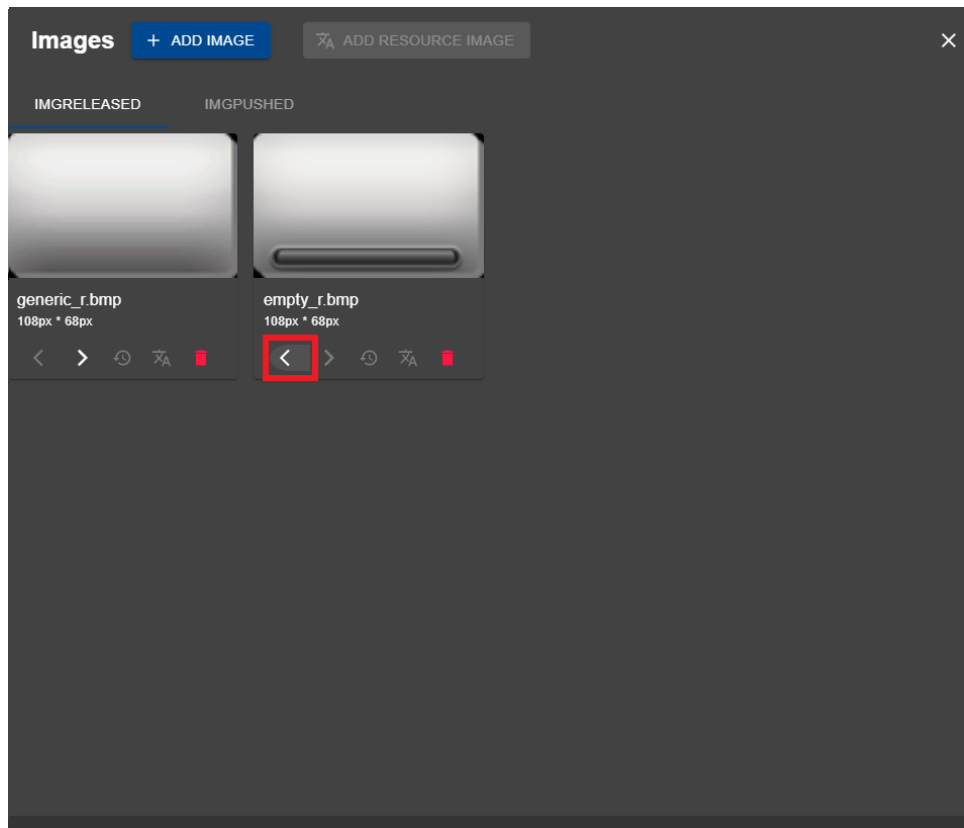 Images
+ ADD IMAGE
ADD RESOURCE IMAGE
IMGRELEASED
IMGPUSHED
generic_r.bmp
108px * 68px
empty_r.bmp
108px * 68px